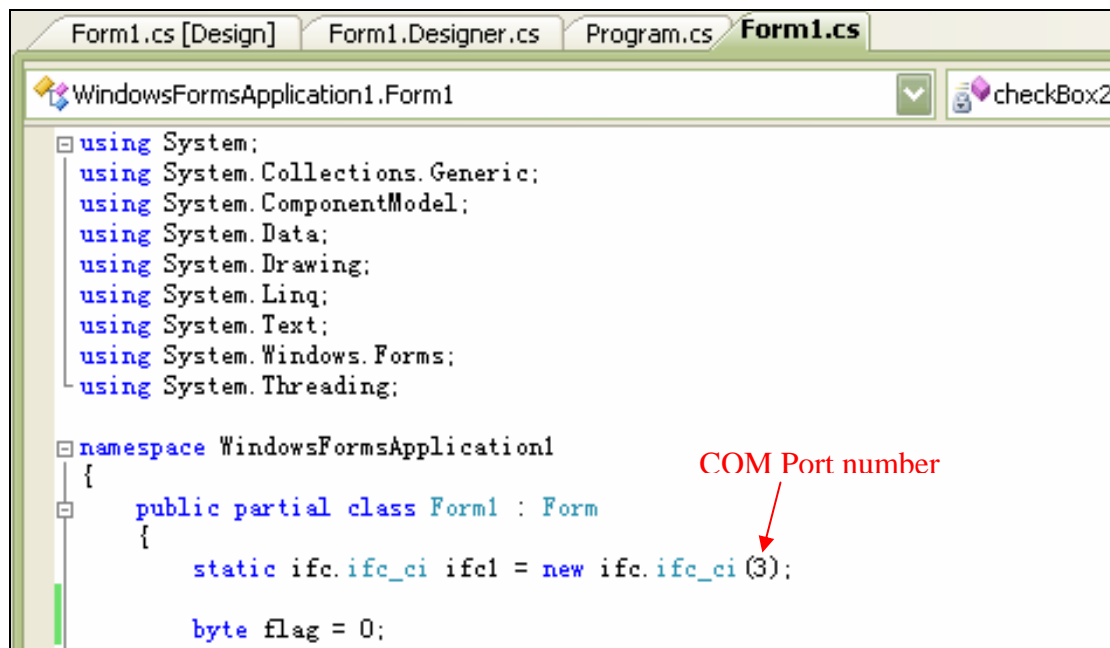 Form1.cs [Design] Form1.Designer.cs Program.cs Form1.cs
WindowsFormsApplication1.Form1 checkBox2
using System;
using System.Collections.Generic;
using System.ComponentModel;
using System.Data;
using System.Drawing;
using System.Linq;
using System.Text;
using System.Windows.Forms;
using System.Threading;
namespace WindowsFormsApplication1
{
COM Port number
public partial class Form1 : Form
{
static ifc.ifc_ci ifc1 = new ifc.ifc_ci(3);
byte flag = 0;